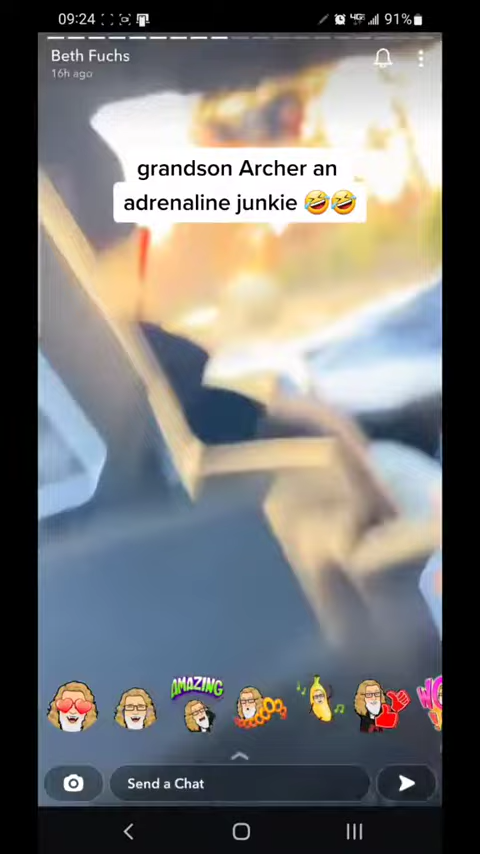 09:24
91%
Beth Fuchs
16h ago
grandson Archer an
adrenaline junkie 🤣🤣
AMAZING
Send a Chat